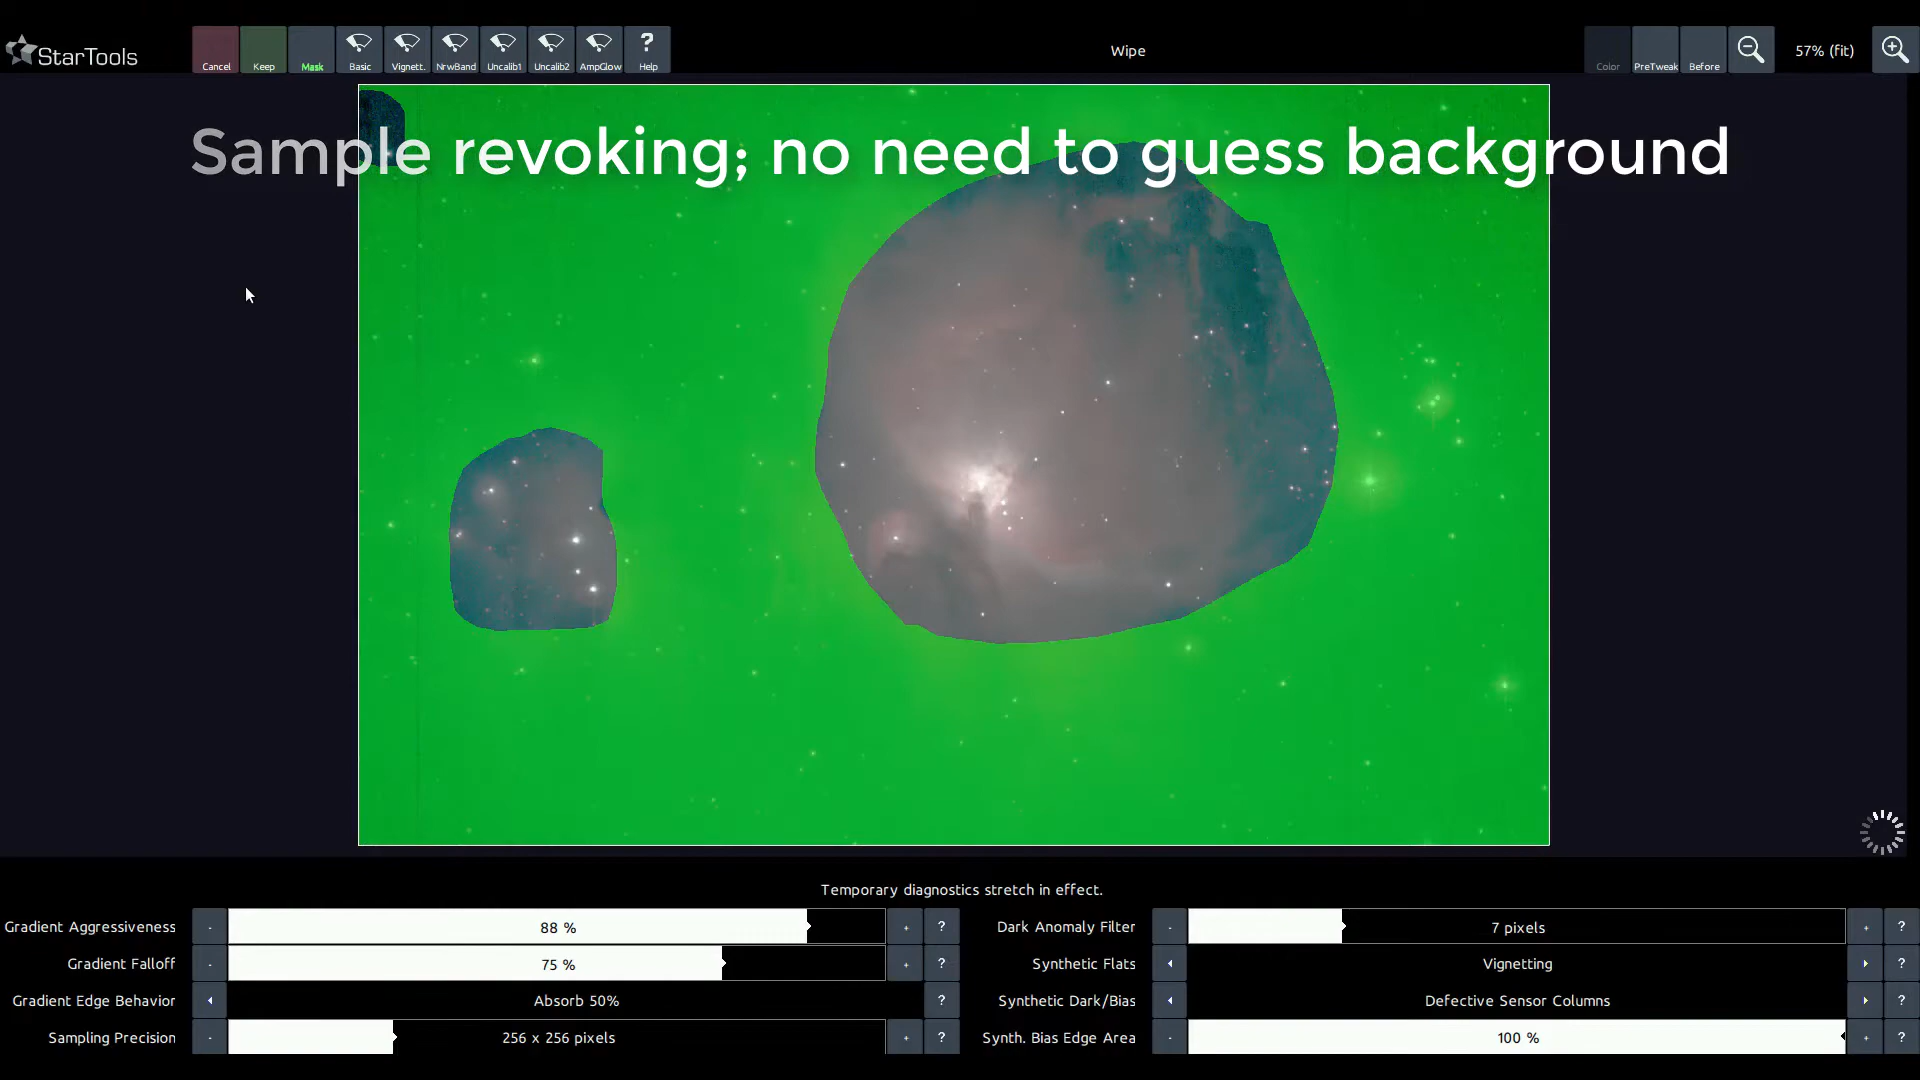 StarTools
Cancel
Keep
Mask
Basic
Vignett.
NrwBand
Uncalib1
Uncalib2
AmpGlow
?
Help
Wipe
Color
PreTweak
Before
57% (fit)
Sample revoking; no need to guess background
Temporary diagnostics stretch in effect.
Gradient Aggressiveness - 88 % + ?
Gradient Falloff - 75 % + ?
Gradient Edge Behavior Absorb 50% ?
Sampling Precision - 256 x 256 pixels + ?
Dark Anomaly Filter - 7 pixels + ?
Synthetic Flats Vignetting ?
Synthetic Dark/Bias Defective Sensor Columns ?
Synth. Bias Edge Area - 100 % + ?